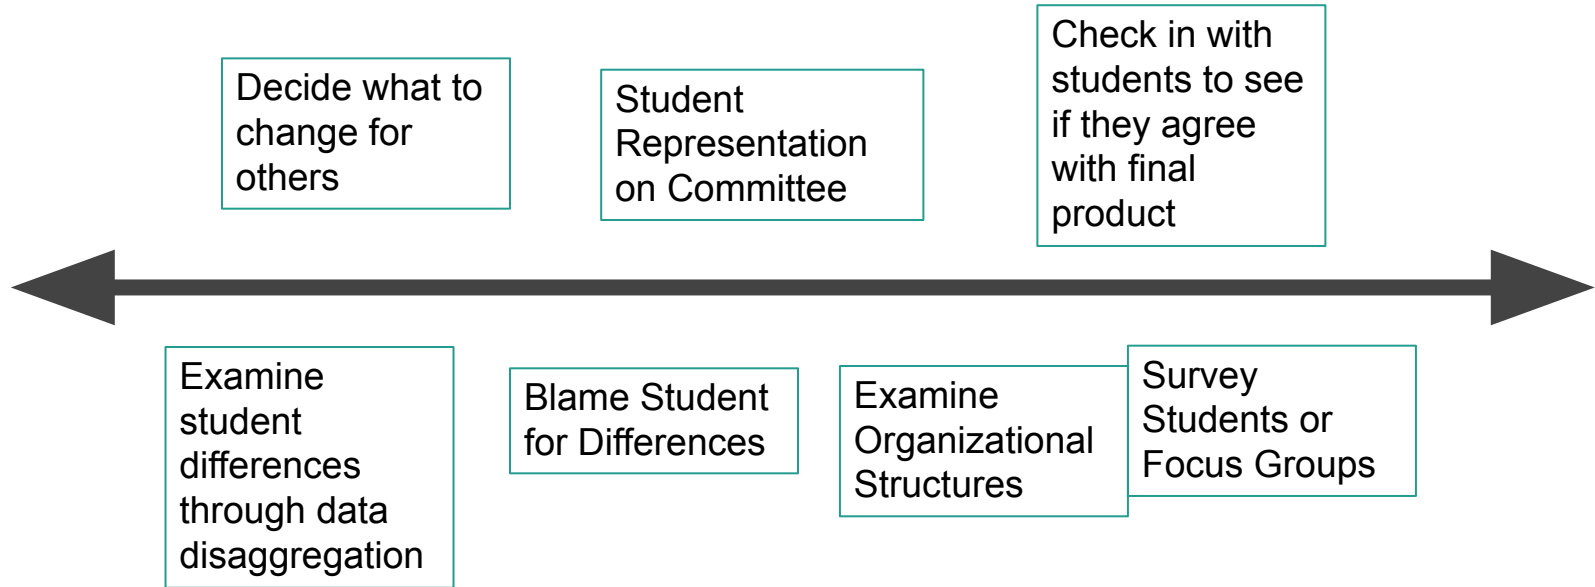 Decide what to
change for
others
Student
Representation
on Committee
Check in with
students to see
if they agree
with final
product
Examine
student
differences
through data
disaggregation
Blame Student
for Differences
Examine
Organizational
Structures
Survey
Students or
Focus Groups